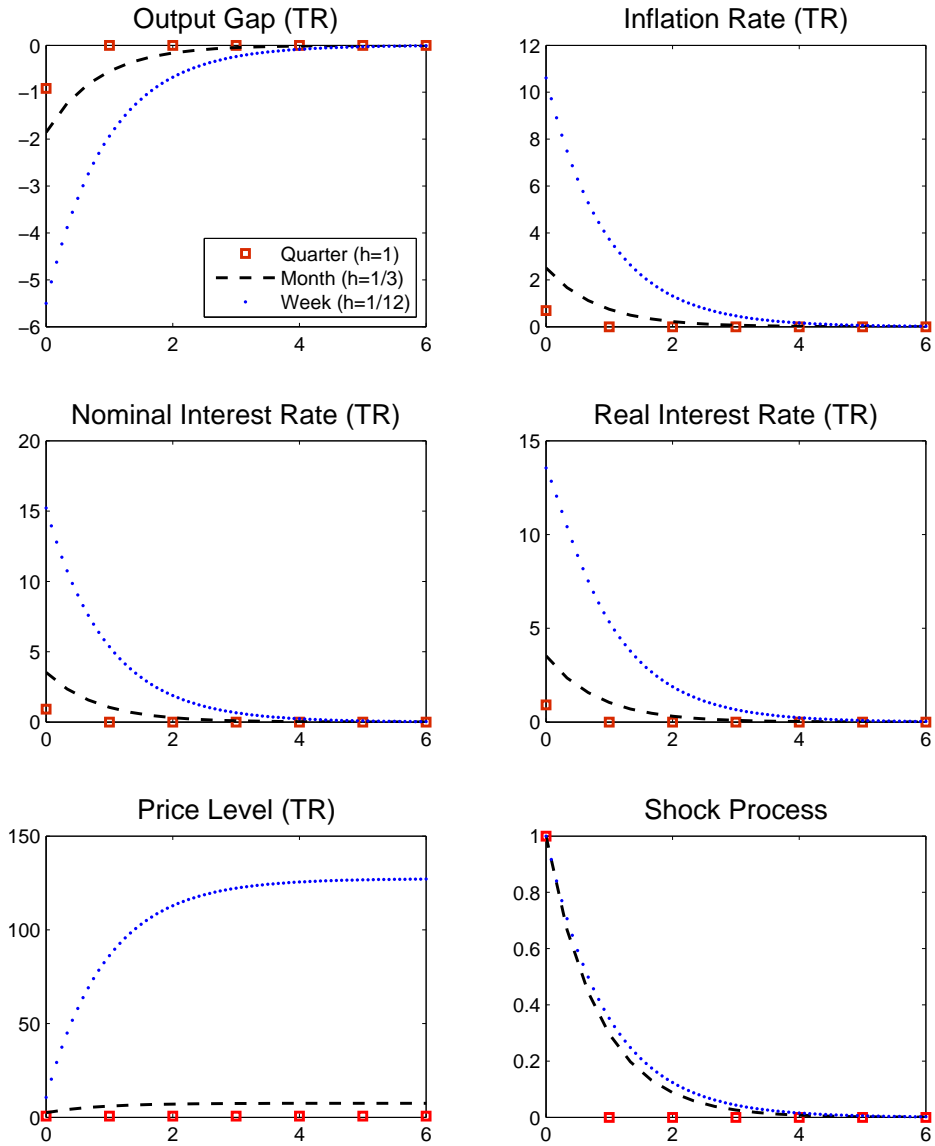 Output Gap (TR)
0
−1
−2
−3
−4
−5
−6
0 2 4 6
Quarter (h=1)
Month (h=1/3)
Week (h=1/12)
Inflation Rate (TR)
12
10
8
6
4
2
0
0 2 4 6
Nominal Interest Rate (TR)
20
15
10
5
0
0 2 4 6
Real Interest Rate (TR)
15
10
5
0
0 2 4 6
Price Level (TR)
150
100
50
0
0 2 4 6
Shock Process
1
0.8
0.6
0.4
0.2
0
0 2 4 6